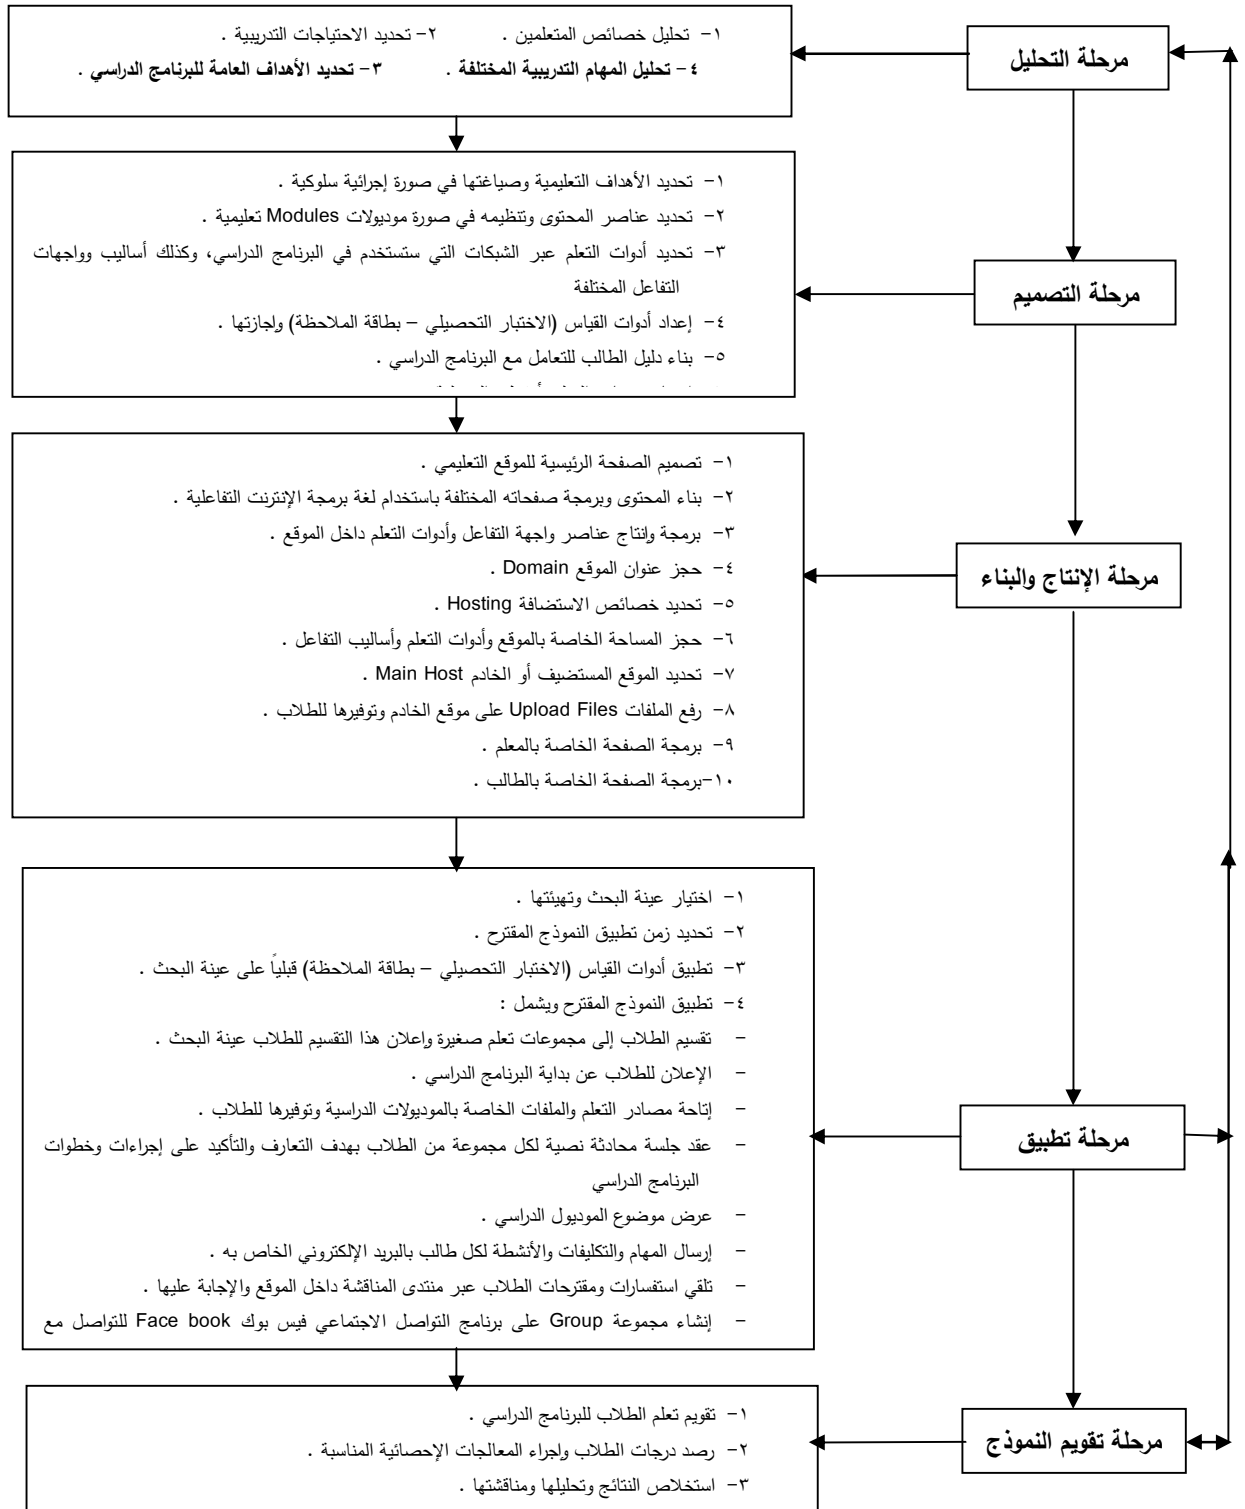 مرحلة التحليل
١- تحليل خصائص المتعلمين . ٢- تحديد الاحتياجات التدريبية .
٤- تحليل المهام التدريبية المختلفة . ٣- تحديد الأهداف العامة للبرنامج الدراسي .
مرحلة التصميم
١- تحديد الأهداف التعليمية وصياغتها في صورة إجرائية سلوكية .
٢- تحديد عناصر المحتوى وتنظيمه في صورة موديولات Modules تعليمية .
٣- تحديد أدوات التعلم عبر الشبكات التي ستستخدم في البرنامج الدراسي، وكذلك أساليب وواجهات
التفاعل المختلفة
٤- إعداد أدوات القياس (الاختبار التحصيلي – بطاقة الملاحظة) وإجازتها .
٥- بناء دليل الطالب للتعامل مع البرنامج الدراسي .
مرحلة الإنتاج والبناء
١- تصميم الصفحة الرئيسية للموقع التعليمي .
٢- بناء المحتوى وبرمجة صفحاته المختلفة باستخدام لغة برمجة الإنترنت التفاعلية .
٣- برمجة وإنتاج عناصر واجهة التفاعل وأدوات التعلم داخل الموقع .
٤- حجز عنوان الموقع Domain .
٥- تحديد خصائص الاستضافة Hosting .
٦- حجز المساحة الخاصة بالموقع وأدوات التعلم وأساليب التفاعل .
٧- تحديد الموقع المستضيف أو الخادم Main Host .
٨- رفع الملفات Upload Files على موقع الخادم وتوفيرها للطلاب .
٩- برمجة الصفحة الخاصة بالمعلم .
١٠-برمجة الصفحة الخاصة بالطالب .
مرحلة تطبيق
١- اختيار عينة البحث وتهيئتها .
٢- تحديد زمن تطبيق النموذج المقترح .
٣- تطبيق أدوات القياس (الاختبار التحصيلي – بطاقة الملاحظة) قبلياً على عينة البحث .
٤- تطبيق النموذج المقترح ويشمل :
- تقسيم الطلاب إلى مجموعات تعلم صغيرة وإعلان هذا التقسيم للطلاب عينة البحث .
- الإعلان للطلاب عن بداية البرنامج الدراسي .
- إتاحة مصادر التعلم والملفات الخاصة بالموديولات الدراسية وتوفيرها للطلاب .
- عقد جلسة محادثة نصية لكل مجموعة من الطلاب بهدف التعارف والتأكيد على إجراءات وخطوات
البرنامج الدراسي
- عرض موضوع الموديول الدراسي .
- إرسال المهام والتكليفات والأنشطة لكل طالب بالبريد الإلكتروني الخاص به .
- تلقي استفسارات ومقترحات الطلاب عبر منتدى المناقشة داخل الموقع والإجابة عليها .
- إنشاء مجموعة Group على برنامج التواصل الاجتماعي فيس بوك Face book للتواصل مع
مرحلة تقويم النموذج
١- تقويم تعلم الطلاب للبرنامج الدراسي .
٢- رصد درجات الطلاب وإجراء المعالجات الإحصائية المناسبة .
٣- استخلاص النتائج وتحليلها ومناقشتها .